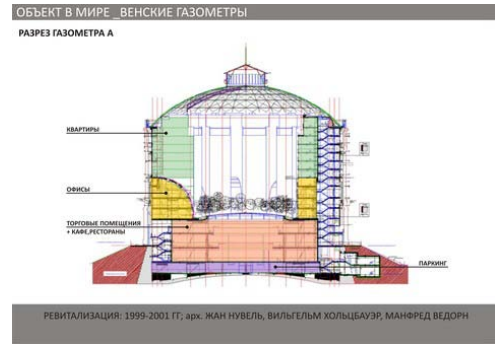 ОБЪЕКТ В МИРЕ _ВЕНСКИЕ ГАЗОМЕТРЫ
РАЗРЕЗ ГАЗОМЕТРА А
КВАРТИРЫ
ОФИСЫ
ТОРГОВЫЕ ПОМЕЩЕНИЯ
+ КАФЕ,РЕСТОРАНЫ
ПАРКИНГ
РЕВИТАЛИЗАЦИЯ: 1999-2001 ГГ; арх. ЖАН НУВЕЛЬ, ВИЛЬГЕЛЬМ ХОЛЬЦБАУЭР, МАНФРЕД ВЕДОРН